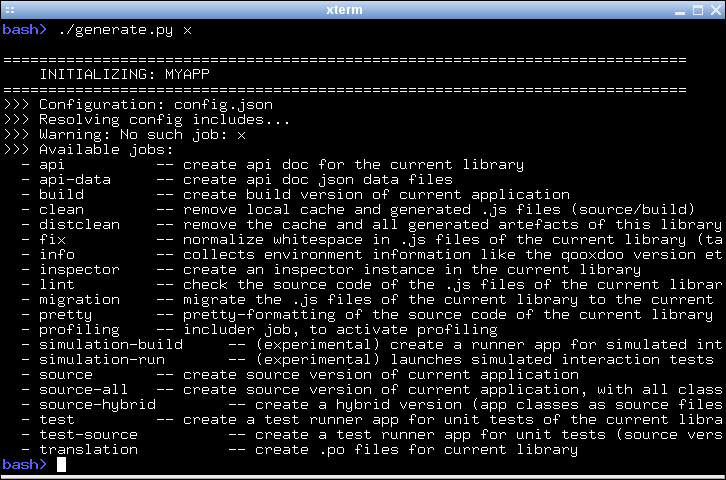 xterm
bash> ./generate.py x
============================================================================
    INITIALIZING: MYAPP
============================================================================
>>> Configuration: config.json
>>> Resolving config includes...
>>> Warning: No such job: x
>>> Available jobs:
  - api          -- create api doc for the current library
  - api-data     -- create api doc json data files
  - build        -- create build version of current application
  - clean        -- remove local cache and generated .js files (source/build)
  - distclean    -- remove the cache and all generated artefacts of this library
  - fix          -- normalize whitespace in .js files of the current library (ta
  - info         -- collects environment information like the qooxdoo version et
  - inspector    -- create an inspector instance in the current library
  - lint         -- check the source code of the .js files of the current librar
  - migration    -- migrate the .js files of the current library to the current
  - pretty       -- pretty-formatting of the source code of the current library
  - profiling    -- includer job, to activate profiling
  - simulation-build     -- (experimental) create a runner app for simulated int
  - simulation-run       -- (experimental) launches simulated interaction tests
  - source       -- create source version of current application
  - source-all   -- create source version of current application, with all class
  - source-hybrid        -- create a hybrid version (app classes as source files
  - test         -- create a test runner app for unit tests of the current libra
  - test-source          -- create a test runner app for unit tests (source vers
  - translation          -- create .po files for current library
bash>